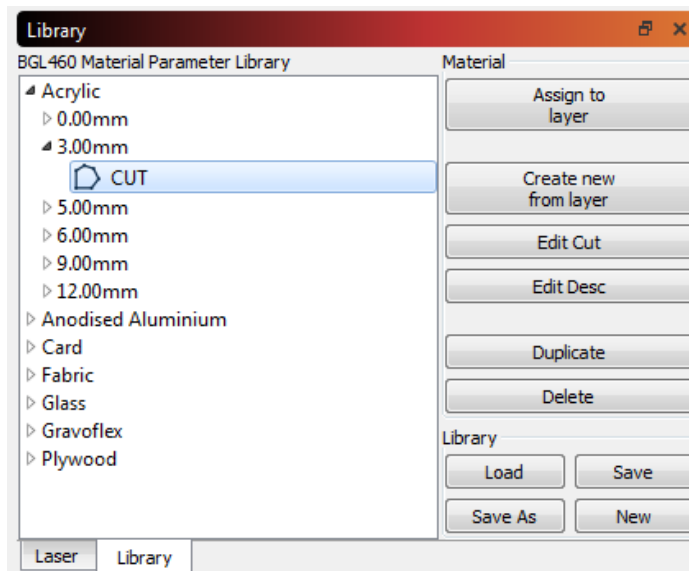 Library
BGL460 Material Parameter Library
Acrylic
0.00mm
3.00mm
CUT
5.00mm
6.00mm
9.00mm
12.00mm
Anodised Aluminium
Card
Fabric
Glass
Gravoflex
Plywood
Material
Assign to
layer
Create new
from layer
Edit Cut
Edit Desc
Duplicate
Delete
Library
Load Save
Save As New
Laser Library